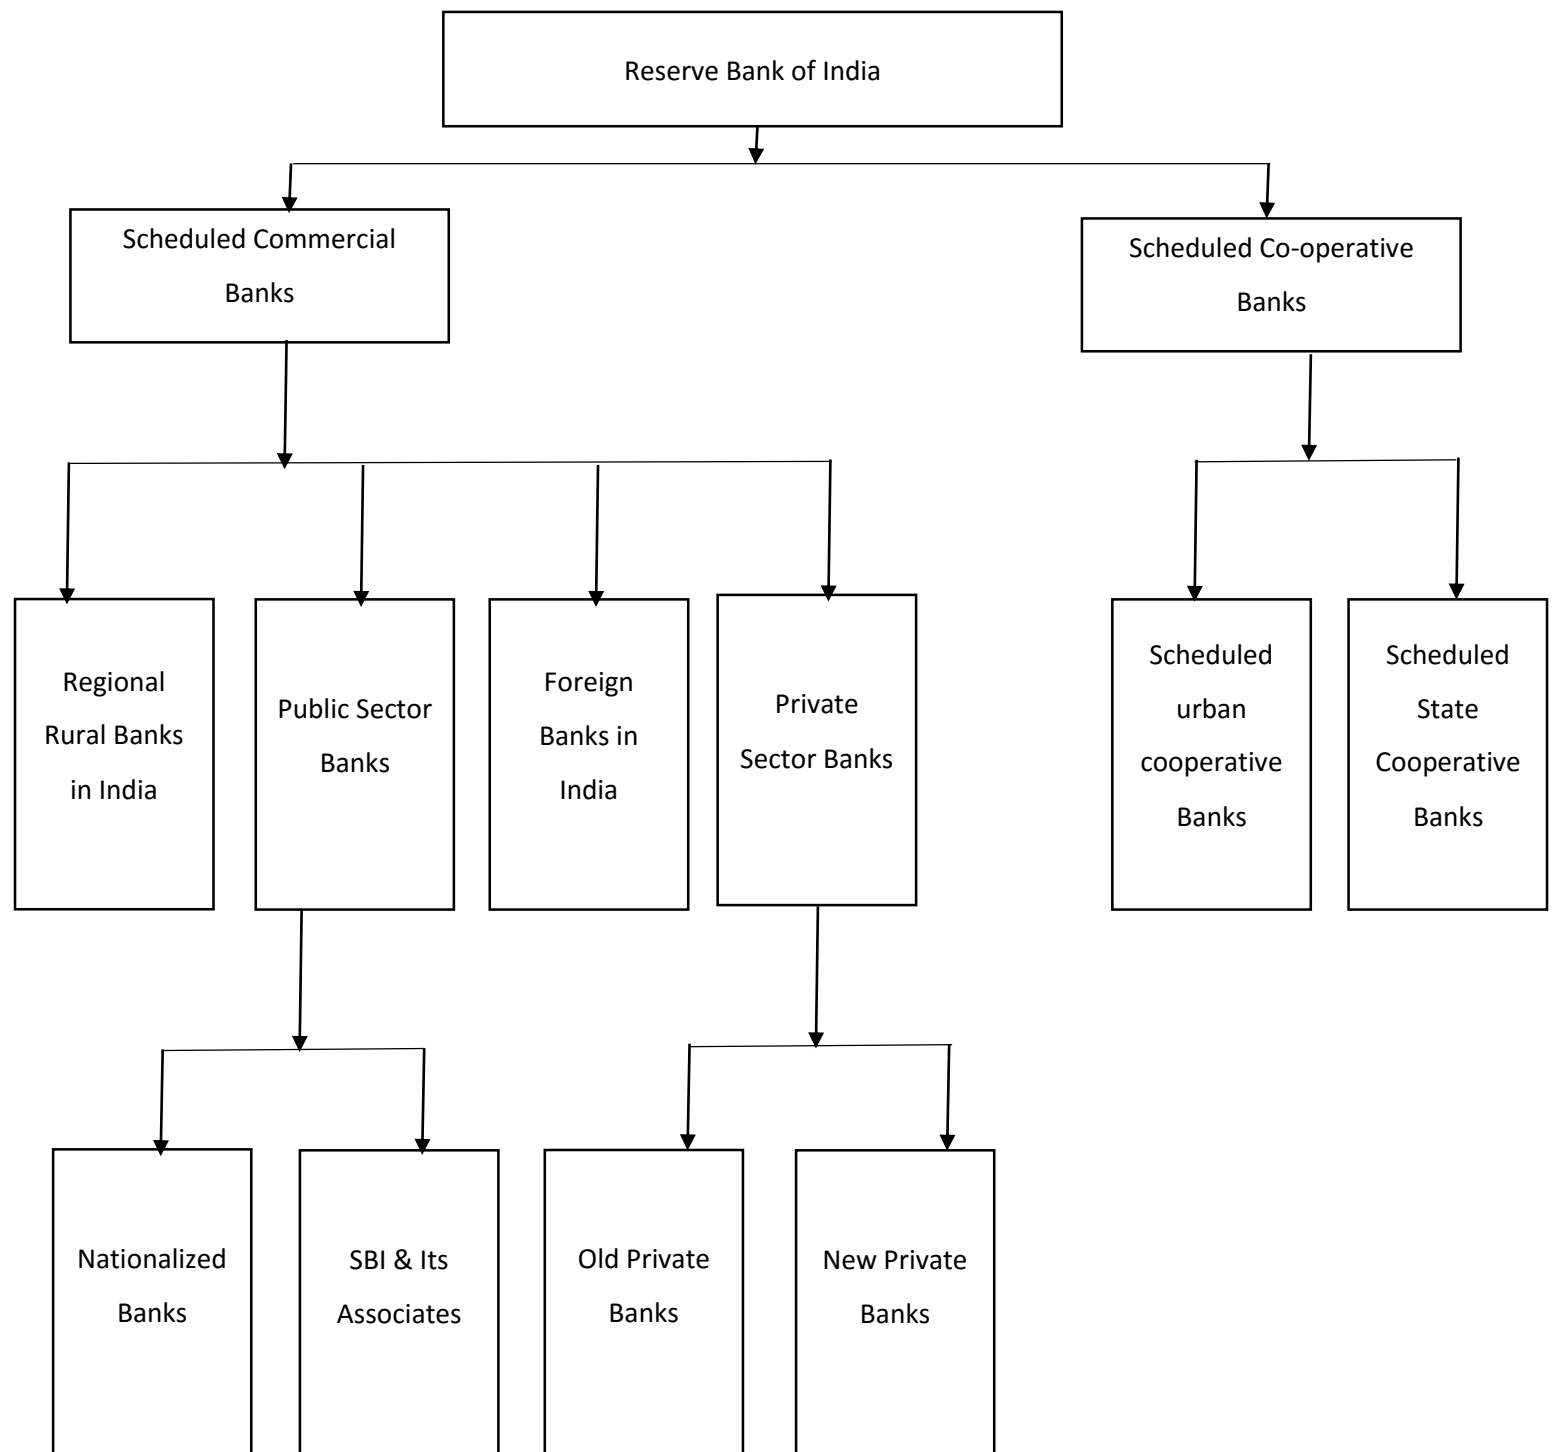 Reserve Bank of India
Scheduled Commercial
Banks
Scheduled Co-operative
Banks
Regional
Rural Banks
in India
Public Sector
Banks
Foreign
Banks in
India
Private
Sector Banks
Scheduled
urban
cooperative
Banks
Scheduled
State
Cooperative
Banks
Nationalized
Banks
SBI & Its
Associates
Old Private
Banks
New Private
Banks